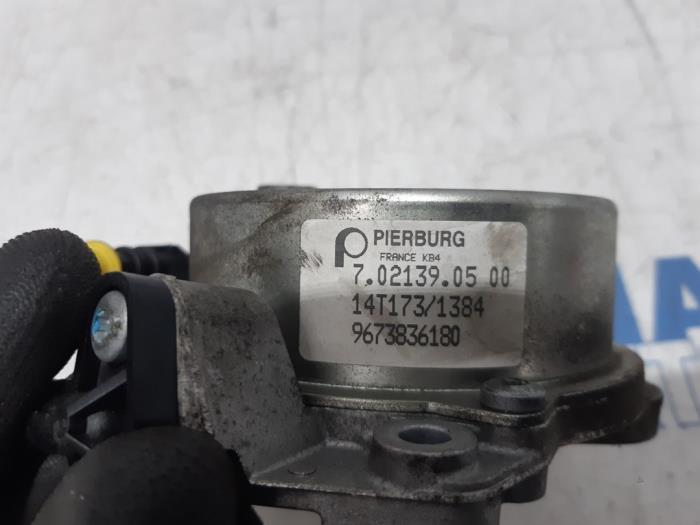 PIERBURG
FRANCE KB4
7.02139.05 00
14T173/1384
9673836180